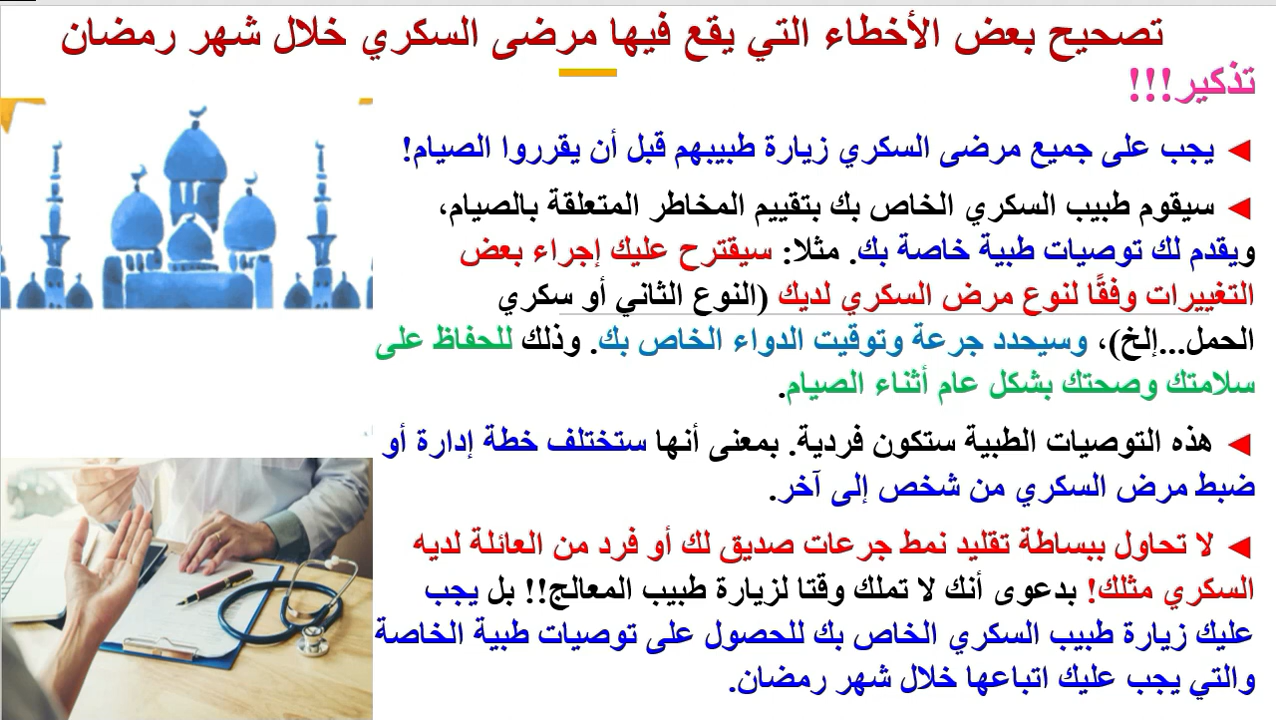 تصحيح بعض الأخطاء التي يقع فيها مرضى السكري خلال شهر رمضان
تذكير!!!
◄ يجب على جميع مرضى السكري زيارة طبيبهم قبل أن يقرروا الصيام!
◄ سيقوم طبيب السكري الخاص بك بتقييم المخاطر المتعلقة بالصيام،
ويقدم لك توصيات طبية خاصة بك. مثلا: سيقترح عليك إجراء بعض
التغييرات وفقًا لنوع مرض السكري لديك (النوع الثاني أو سكري
الحمل...إلخ)، وسيحدد جرعة وتوقيت الدواء الخاص بك. وذلك للحفاظ على
سلامتك وصحتك بشكل عام أثناء الصيام.
◄ هذه التوصيات الطبية ستكون فردية. بمعنى أنها ستختلف خطة إدارة أو
ضبط مرض السكري من شخص إلى آخر.
◄ لا تحاول ببساطة تقليد نمط جرعات صديق لك أو فرد من العائلة لديه
السكري مثلك! بدعوى أنك لا تملك وقتا لزيارة طبيب المعالج!! بل يجب
عليك زيارة طبيب السكري الخاص بك للحصول على توصيات طبية الخاصة
والتي يجب عليك اتباعها خلال شهر رمضان.